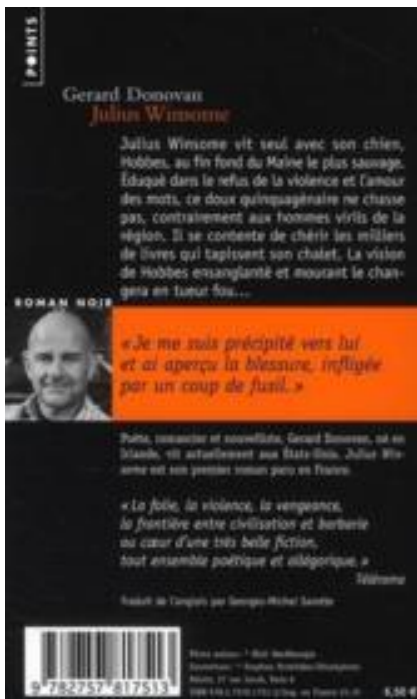 POINTS
Gerard Donovan
Julius Winsome
Julius Winsome vit seul avec son chien,
Hobbes, au fin fond du Maine le plus sauvage.
Éduqué dans le refus de la violence et l'amour
des mots, ce doux quinquagénaire ne chasse
pas, contrairement aux hommes virils de la
région. Il se contente de chérir les milliers
de livres qui tapissent son chalet. La vision
de Hobbes ensanglanté et mourant le chan-
gera en tueur fou...
ROMAN NOIR
« Je me suis précipité vers lui
et ai aperçu la blessure, infligée
par un coup de fusil. »
Poète, romancier et nouvelliste, Gerard Donovan, né en
Irlande, vit actuellement aux États-Unis. Julius Win-
some est son premier roman paru en France.
« La folie, la violence, la vengeance,
la frontière entre civilisation et barbarie
au cœur d'une très belle fiction,
tout ensemble poétique et allégorique. »
Télérama
Traduit de l'anglais par Georges-Michel Sarotte
9 782757 817513